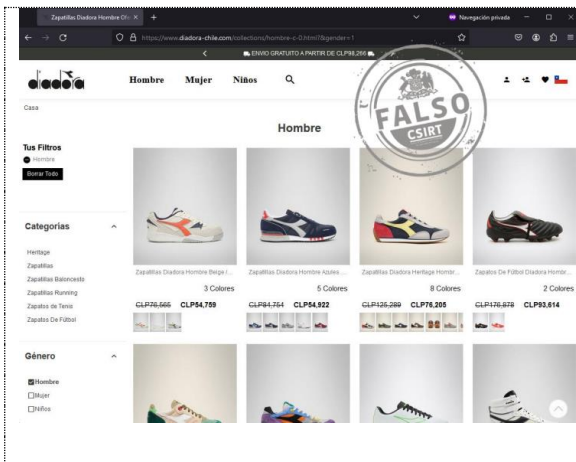 Zapatillas Diadora Hombre Ofe
Navegación privada
https://www.diadora-chile.com/collections/hombre-c-0.html?&gender=1
ENVIO GRATUITO A PARTIR DE CLP98,266
diadora
Hombre Mujer Niños
FALSO
CSIRT
Casa
Hombre
Tus Filtros
Hombre
Borrar Todo
Categorias
Heritage
Zapatillas
Zapatillas Baloncesto
Zapatillas Running
Zapatos de Tenis
Zapatos De Fútbol
Zapatillas Diadora Hombre Beige /...
3 Colores
CLP76,565 CLP54,759
Zapatillas Diadora Hombre Azules ...
5 Colores
CLP84,754 CLP54,922
Zapatillas Diadora Heritage Hombr...
8 Colores
CLP125,289 CLP76,205
Zapatos De Fútbol Diadora Hombr...
2 Colores
CLP176,878 CLP93,614
Género
Hombre
Mujer
Niños